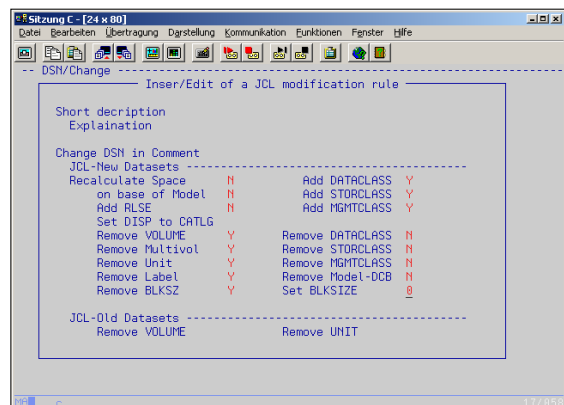 Sitzung C - [24 x 80]
Datei Bearbeiten Übertragung Darstellung Kommunikation Funktionen Fenster Hilfe
-- DSN/Change
Inser/Edit of a JCL modification rule
Short decription
Explaination
Change DSN in Comment
JCL-New Datasets
Recalculate Space N Add DATACLASS Y
on base of Model N Add STORCLASS Y
Add RLSE N Add MGMTCLASS Y
Set DISP to CATLG
Remove VOLUME Y Remove DATACLASS N
Remove Multivol Y Remove STORCLASS N
Remove Unit Y Remove MGMTCLASS N
Remove Label Y Remove Model-DCB N
Remove BLKSZ Y Set BLKSIZE 0
JCL-Old Datasets
Remove VOLUME Remove UNIT